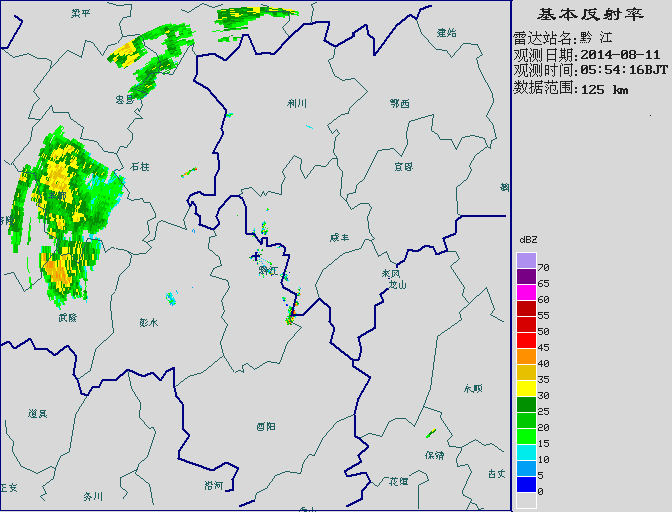 基本反射率
雷达站名:黔 江
观测日期:2014-08-11
观测时间:05:54:16BJT
数据范围:125 km
梁平
建始
忠县
利川
鄂西
石柱
宣恩
咸丰
黔江
来凤
龙山
武隆
彭水
永顺
道真
酉阳
保靖
古丈
正安
务川
沿河
花垣
dBZ
70
65
60
55
50
45
40
35
30
25
20
15
10
5
0